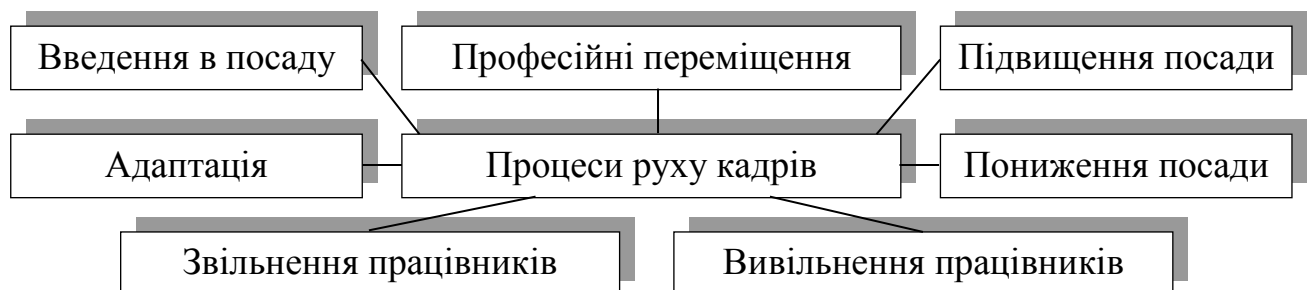 Введення в посаду
Професійні переміщення
Підвищення посади
Адаптація
Процеси руху кадрів
Пониження посади
Звільнення працівників
Вивільнення працівників